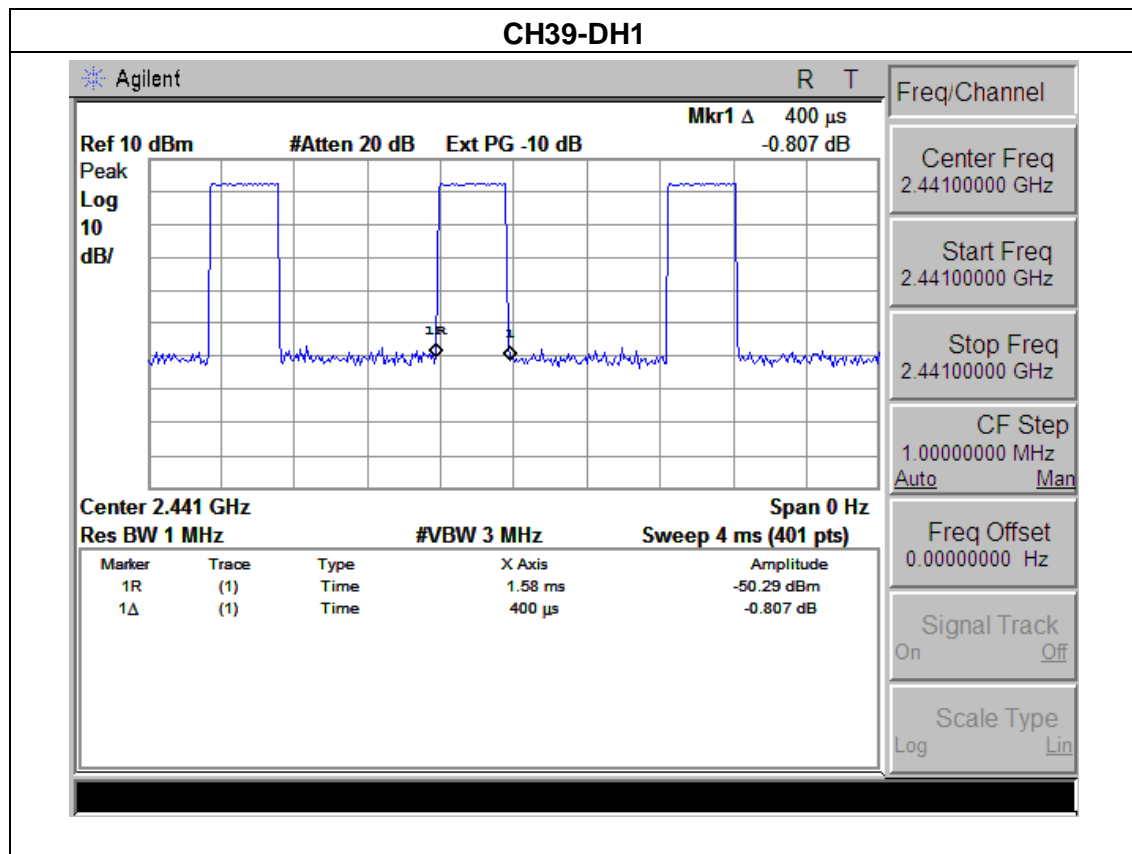 CH39-DH1
Agilent R T
Mkr1 Δ 400 μs
Ref 10 dBm #Atten 20 dB Ext PG -10 dB -0.807 dB
Peak
Log
10
dB/
1R 1
Center 2.441 GHz Span 0 Hz
Res BW 1 MHz #VBW 3 MHz Sweep 4 ms (401 pts)
Marker Trace Type X Axis Amplitude
1R (1) Time 1.58 ms -50.29 dBm
1Δ (1) Time 400 μs -0.807 dB
Freq/Channel
Center Freq
2.44100000 GHz
Start Freq
2.44100000 GHz
Stop Freq
2.44100000 GHz
CF Step
1.00000000 MHz
Auto Man
Freq Offset
0.00000000 Hz
Signal Track
On Off
Scale Type
Log Lin